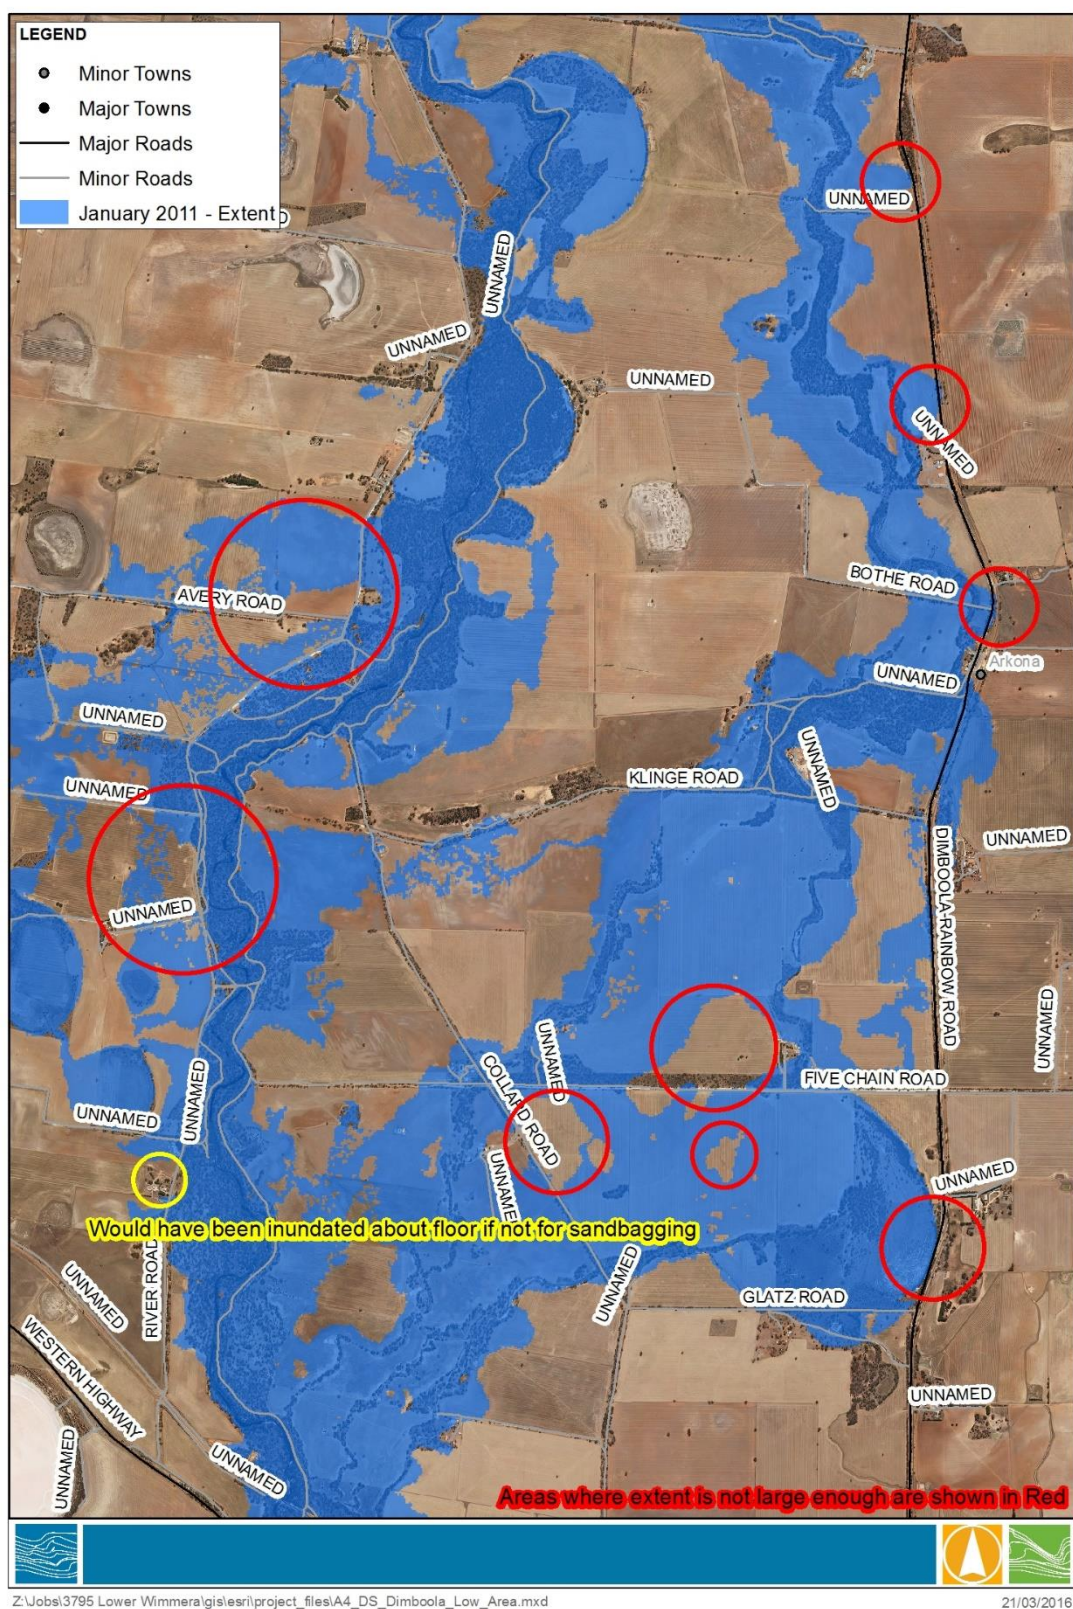 LEGEND
Minor Towns
Major Towns
Major Roads
Minor Roads
January 2011 - Extent
UNNAMED
UNNAMED
UNNAMED
UNNAMED
UNNAMED
BOTHE ROAD
AVERY ROAD
Arkona
UNNAMED
UNNAMED
UNNAMED
KLINGE ROAD
UNNAMED
UNNAMED
DIMBOOLA-RAINBOW ROAD
UNNAMED
UNNAMED
UNNAMED
COLLARD ROAD
UNNAMED
FIVE CHAIN ROAD
UNNAMED
UNNAMED
UNNAMED
UNNAMED
Would have been inundated about floor if not for sandbagging
RIVER ROAD
UNNAMED
UNNAMED
GLATZ ROAD
WESTERN HIGHWAY
UNNAMED
UNNAMED
UNNAMED
Areas where extent is not large enough are shown in Red
Z:\Jobs\3795 Lower Wimmera\gis\esri\project_files\A4_DS_Dimboola_Low_Area.mxd
21/03/2016